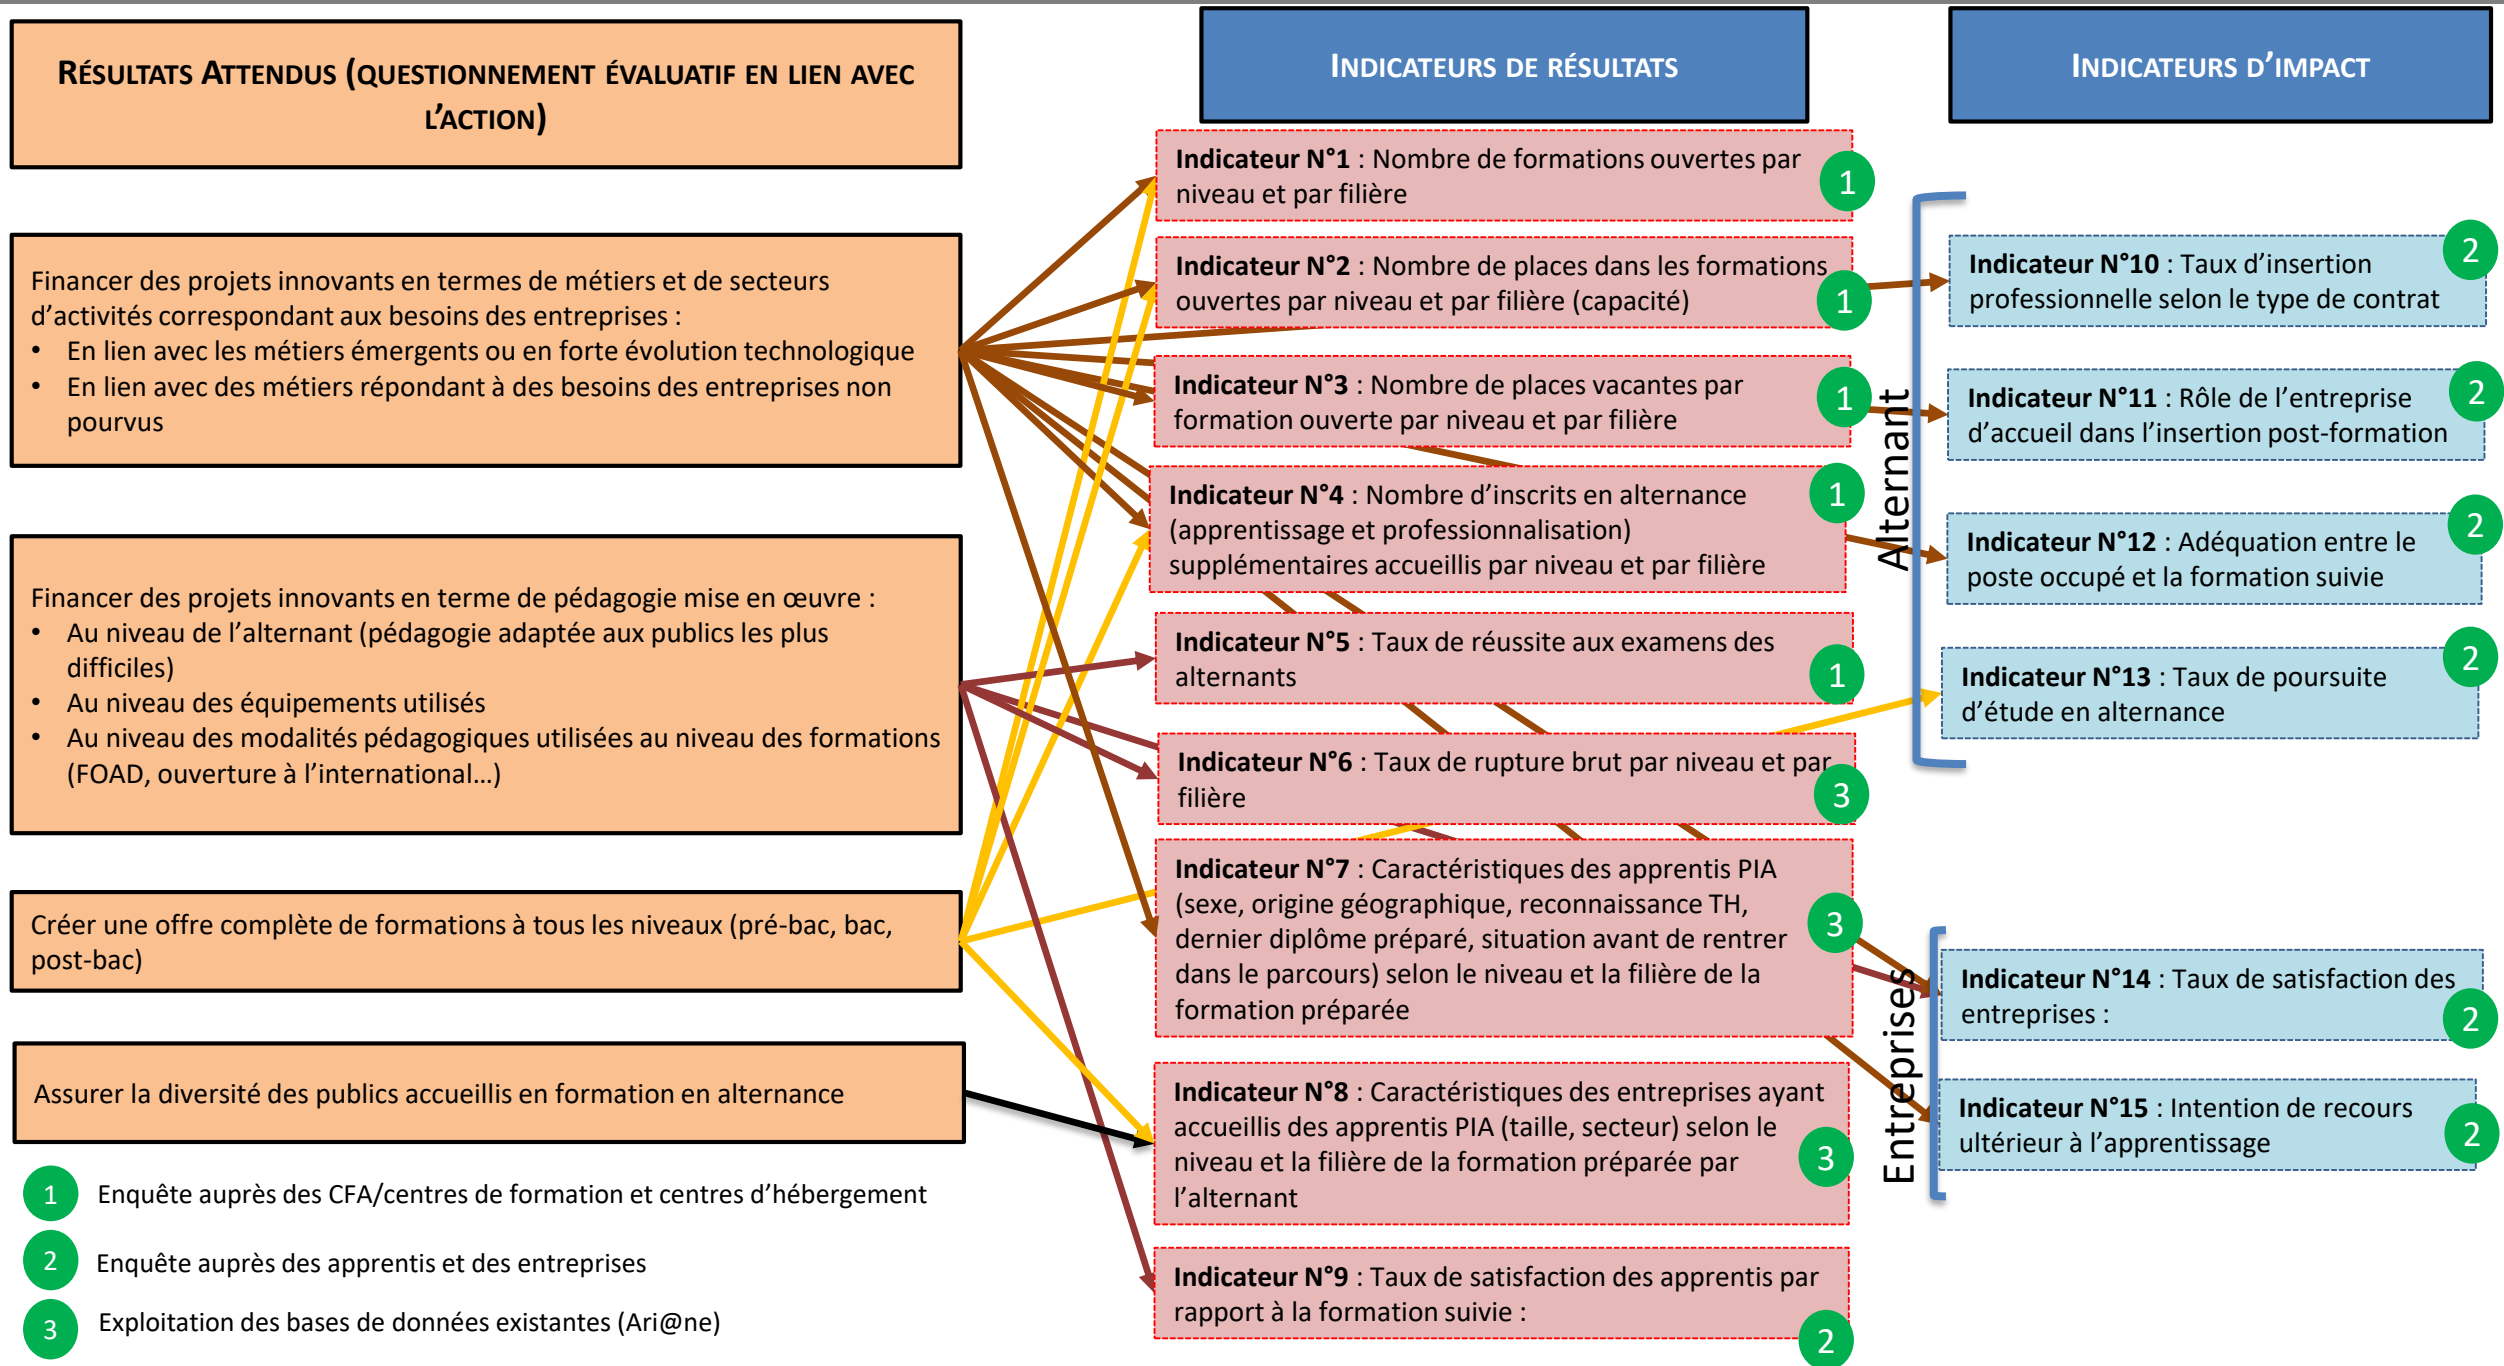 RÉSULTATS ATTENDUS (QUESTIONNEMENT ÉVALUATIF EN LIEN AVEC
L’ACTION)
Financer des projets innovants en termes de métiers et de secteurs
d’activités correspondant aux besoins des entreprises :
• En lien avec les métiers émergents ou en forte évolution technologique
• En lien avec des métiers répondant à des besoins des entreprises non
pourvus
Financer des projets innovants en terme de pédagogie mise en œuvre :
• Au niveau de l’alternant (pédagogie adaptée aux publics les plus
difficiles)
• Au niveau des équipements utilisés
• Au niveau des modalités pédagogiques utilisées au niveau des formations
(FOAD, ouverture à l’international…)
Créer une offre complète de formations à tous les niveaux (pré-bac, bac,
post-bac)
Assurer la diversité des publics accueillis en formation en alternance
1 Enquête auprès des CFA/centres de formation et centres d’hébergement
2 Enquête auprès des apprentis et des entreprises
3 Exploitation des bases de données existantes (Ari@ne)
INDICATEURS DE RÉSULTATS
Indicateur N°1 : Nombre de formations ouvertes par
niveau et par filière
1
Indicateur N°2 : Nombre de places dans les formations
ouvertes par niveau et par filière (capacité)
1
Indicateur N°3 : Nombre de places vacantes par
formation ouverte par niveau et par filière
1
Indicateur N°4 : Nombre d’inscrits en alternance
(apprentissage et professionnalisation)
supplémentaires accueillis par niveau et par filière
1
Indicateur N°5 : Taux de réussite aux examens des
alternants
1
Indicateur N°6 : Taux de rupture brut par niveau et par
filière
3
Indicateur N°7 : Caractéristiques des apprentis PIA
(sexe, origine géographique, reconnaissance TH,
dernier diplôme préparé, situation avant de rentrer
dans le parcours) selon le niveau et la filière de la
formation préparée
3
Indicateur N°8 : Caractéristiques des entreprises ayant
accueillis des apprentis PIA (taille, secteur) selon le
niveau et la filière de la formation préparée par
l’alternant
3
Indicateur N°9 : Taux de satisfaction des apprentis par
rapport à la formation suivie :
2
INDICATEURS D’IMPACT
Alternant
Indicateur N°10 : Taux d’insertion
professionnelle selon le type de contrat
2
Indicateur N°11 : Rôle de l’entreprise
d’accueil dans l’insertion post-formation
2
Indicateur N°12 : Adéquation entre le
poste occupé et la formation suivie
2
Indicateur N°13 : Taux de poursuite
d’étude en alternance
2
Entreprises
Indicateur N°14 : Taux de satisfaction des
entreprises :
2
Indicateur N°15 : Intention de recours
ultérieur à l’apprentissage
2